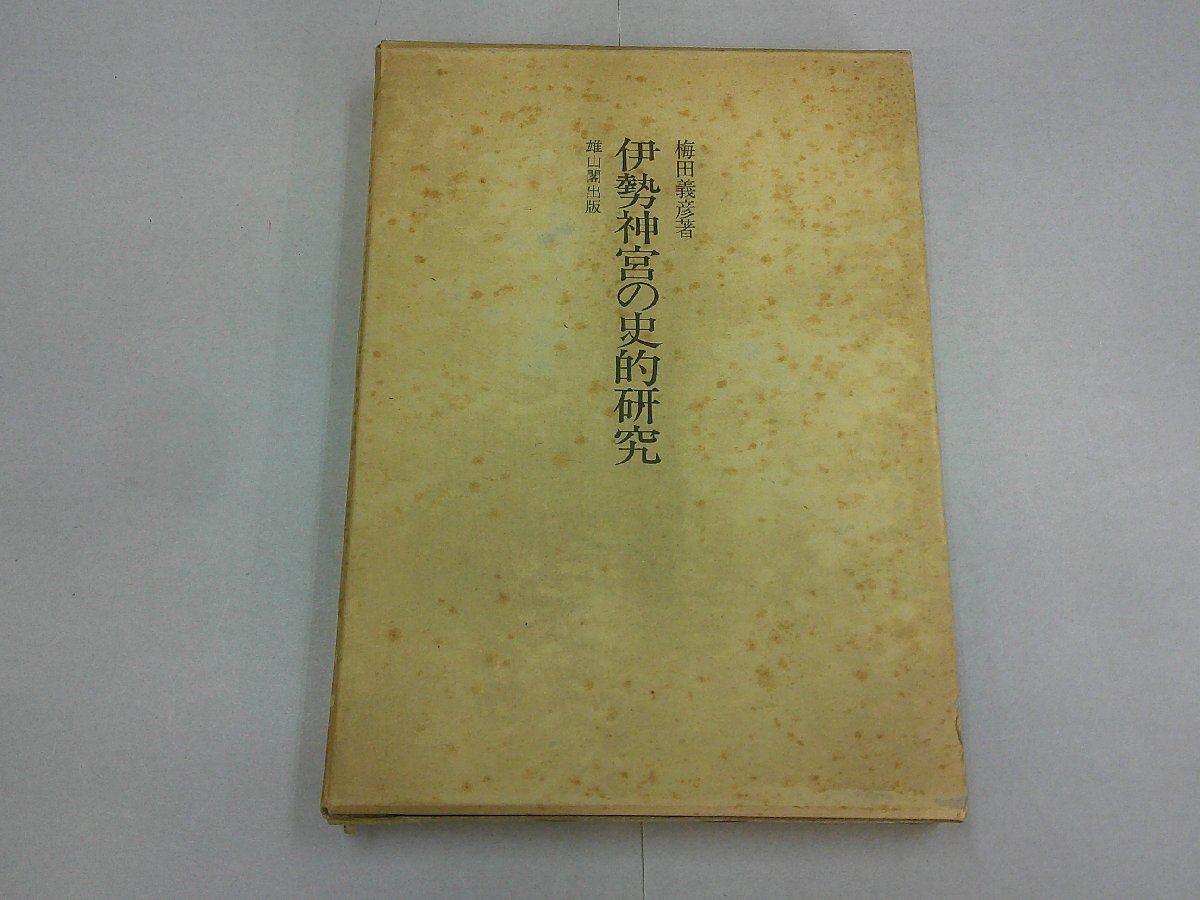 梅田義彦著
伊勢神宮の史的研究
雄山閣出版